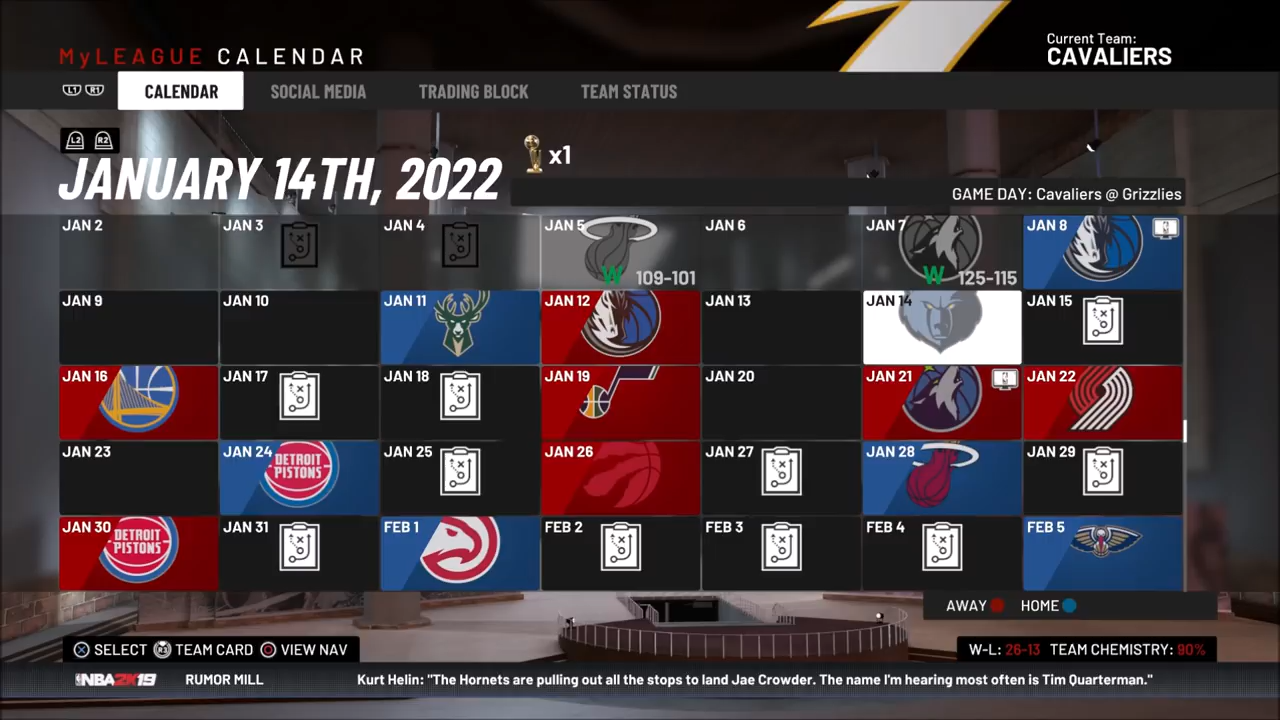 MyLEAGUE CALENDAR
Current Team:
CAVALIERS
L1 R1 CALENDAR SOCIAL MEDIA TRADING BLOCK TEAM STATUS
L2 R2
JANUARY 14TH, 2022
x1
GAME DAY: Cavaliers @ Grizzlies
JAN 2 JAN 3 JAN 4 JAN 5 JAN 6 JAN 7 JAN 8
W 109-101 W 125-115
JAN 9 JAN 10 JAN 11 JAN 12 JAN 13 JAN 14 JAN 15
JAN 16 JAN 17 JAN 18 JAN 19 JAN 20 JAN 21 JAN 22
JAN 23 JAN 24 JAN 25 JAN 26 JAN 27 JAN 28 JAN 29
DETROIT
PISTONS
JAN 30 JAN 31 FEB 1 FEB 2 FEB 3 FEB 4 FEB 5
DETROIT
PISTONS
AWAY HOME
SELECT R3 TEAM CARD VIEW NAV
W-L: 26-13 TEAM CHEMISTRY: 90%
NBA 2K19 RUMOR MILL Kurt Helin: "The Hornets are pulling out all the stops to land Jae Crowder. The name I'm hearing most often is Tim Quarterman."